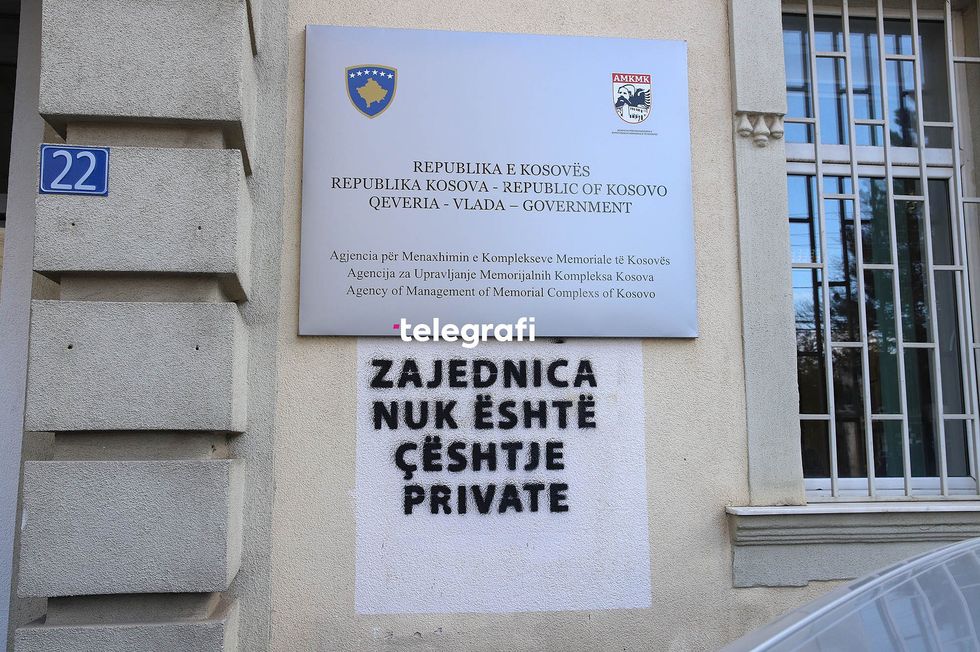 22
AMKMK
REPUBLIKA E KOSOVËS
REPUBLIKA KOSOVA - REPUBLIC OF KOSOVO
QEVERIA - VLADA – GOVERNMENT
Agjencia për Menaxhimin e Komplekseve Memoriale të Kosovës
Agencija za Upravljanje Memorijalnih Kompleksa Kosova
Agency of Management of Memorial Complexs of Kosovo
telegrafi
ZAJEDNICA
NUK ËSHTË
ÇËSHTJE
PRIVATE